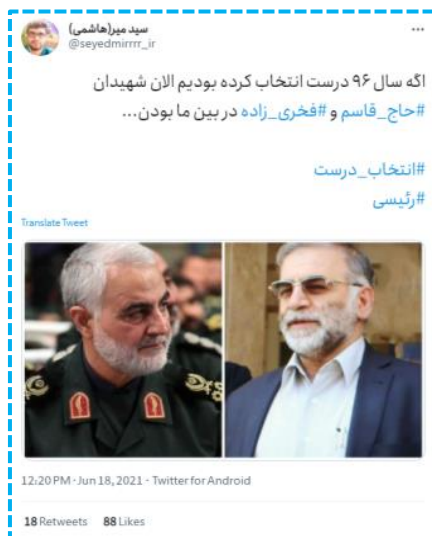 سید میر(هاشمی)
@seyedmirrrr_ir
...
اگه سال ۹۶ درست انتخاب کرده بودیم الان شهیدان
#حاج_قاسم و #فخری_زاده در بین ما بودن...
#انتخاب_درست
#رئیسی
Translate Tweet
12:20 PM · Jun 18, 2021 · Twitter for Android
18 Retweets 88 Likes